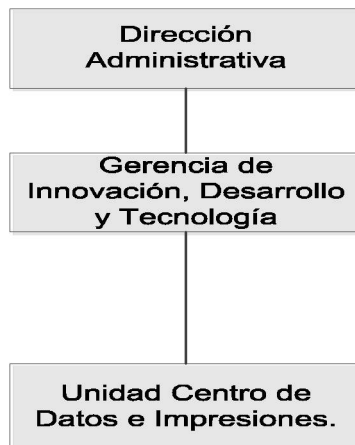 Dirección
Administrativa
Gerencia de
Innovación, Desarrollo
y Tecnología
Unidad Centro de
Datos e Impresiones.